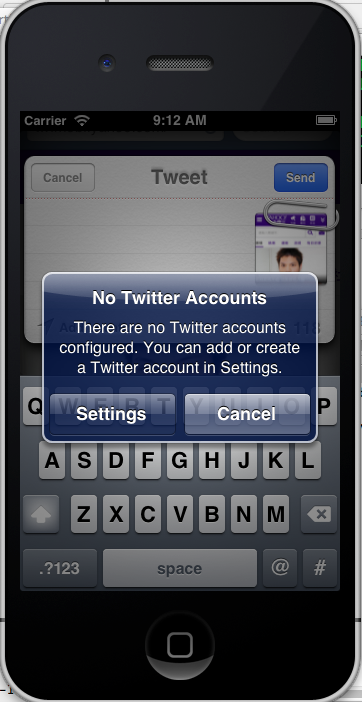 Carrier 9:12 AM
Cancel Tweet Send
No Twitter Accounts
There are no Twitter accounts
configured. You can add or create
a Twitter account in Settings.
118
Settings Cancel
Q W E R T Y U I O P
A S D F G H J K L
Z X C V B N M
.?123 space @ #